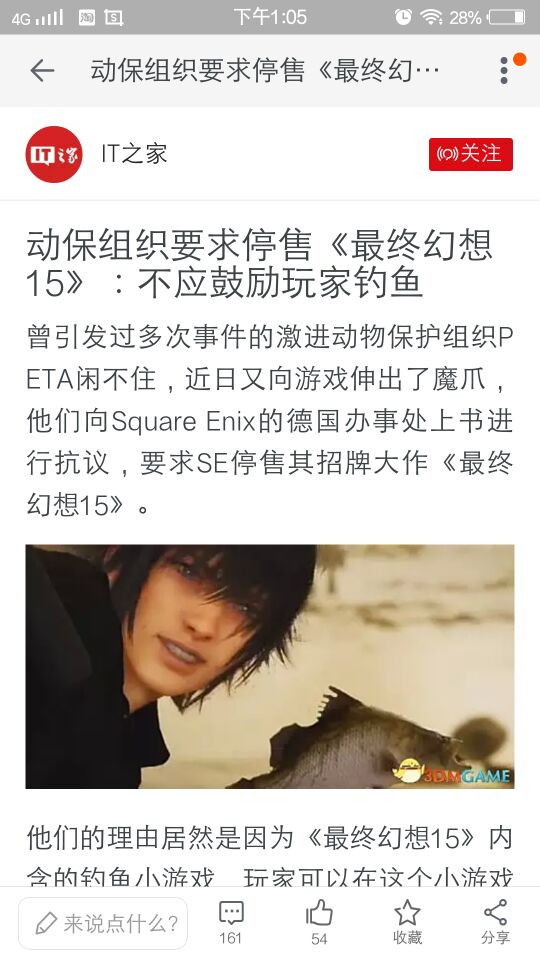 4G 下午1:05 28%
动保组织要求停售《最终幻…
IT之家
IT之家 关注
动保组织要求停售《最终幻想
15》：不应鼓励玩家钓鱼
曾引发过多次事件的激进动物保护组织P
ETA闲不住，近日又向游戏伸出了魔爪，
他们向Square Enix的德国办事处上书进
行抗议，要求SE停售其招牌大作《最终
幻想15》。
3DMGAME
他们的理由居然是因为《最终幻想15》内
含的钓鱼小游戏　玩家可以在这个小游戏
来说点什么?
161 54 收藏 分享